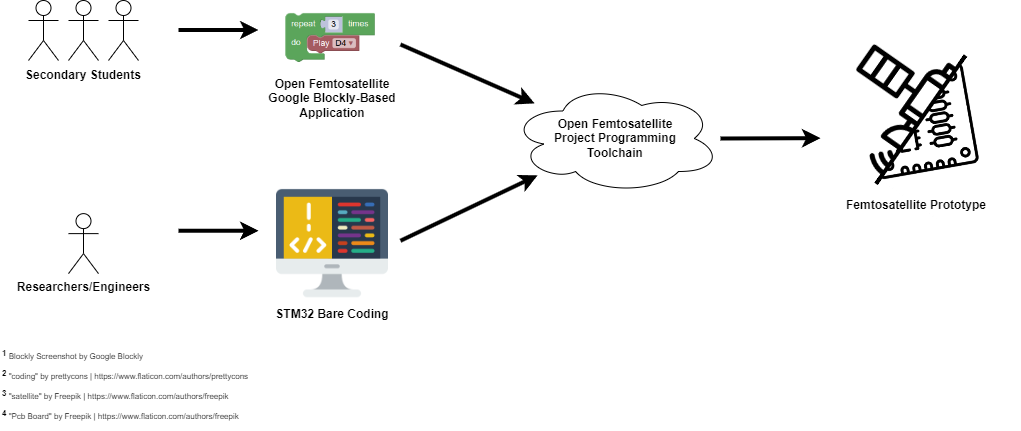 repeat 3 times
do Play D4
Secondary Students
Open Femtosatellite
Google Blockly-Based
Application
Open Femtosatellite
Project Programming
Toolchain
Femtosatellite Prototype
! </>
Researchers/Engineers
STM32 Bare Coding
1 Blockly Screenshot by Google Blockly
2 "coding" by prettycons | https://www.flaticon.com/authors/prettycons
3 "satellite" by Freepik | https://www.flaticon.com/authors/freepik
4 "Pcb Board" by Freepik | https://www.flaticon.com/authors/freepik